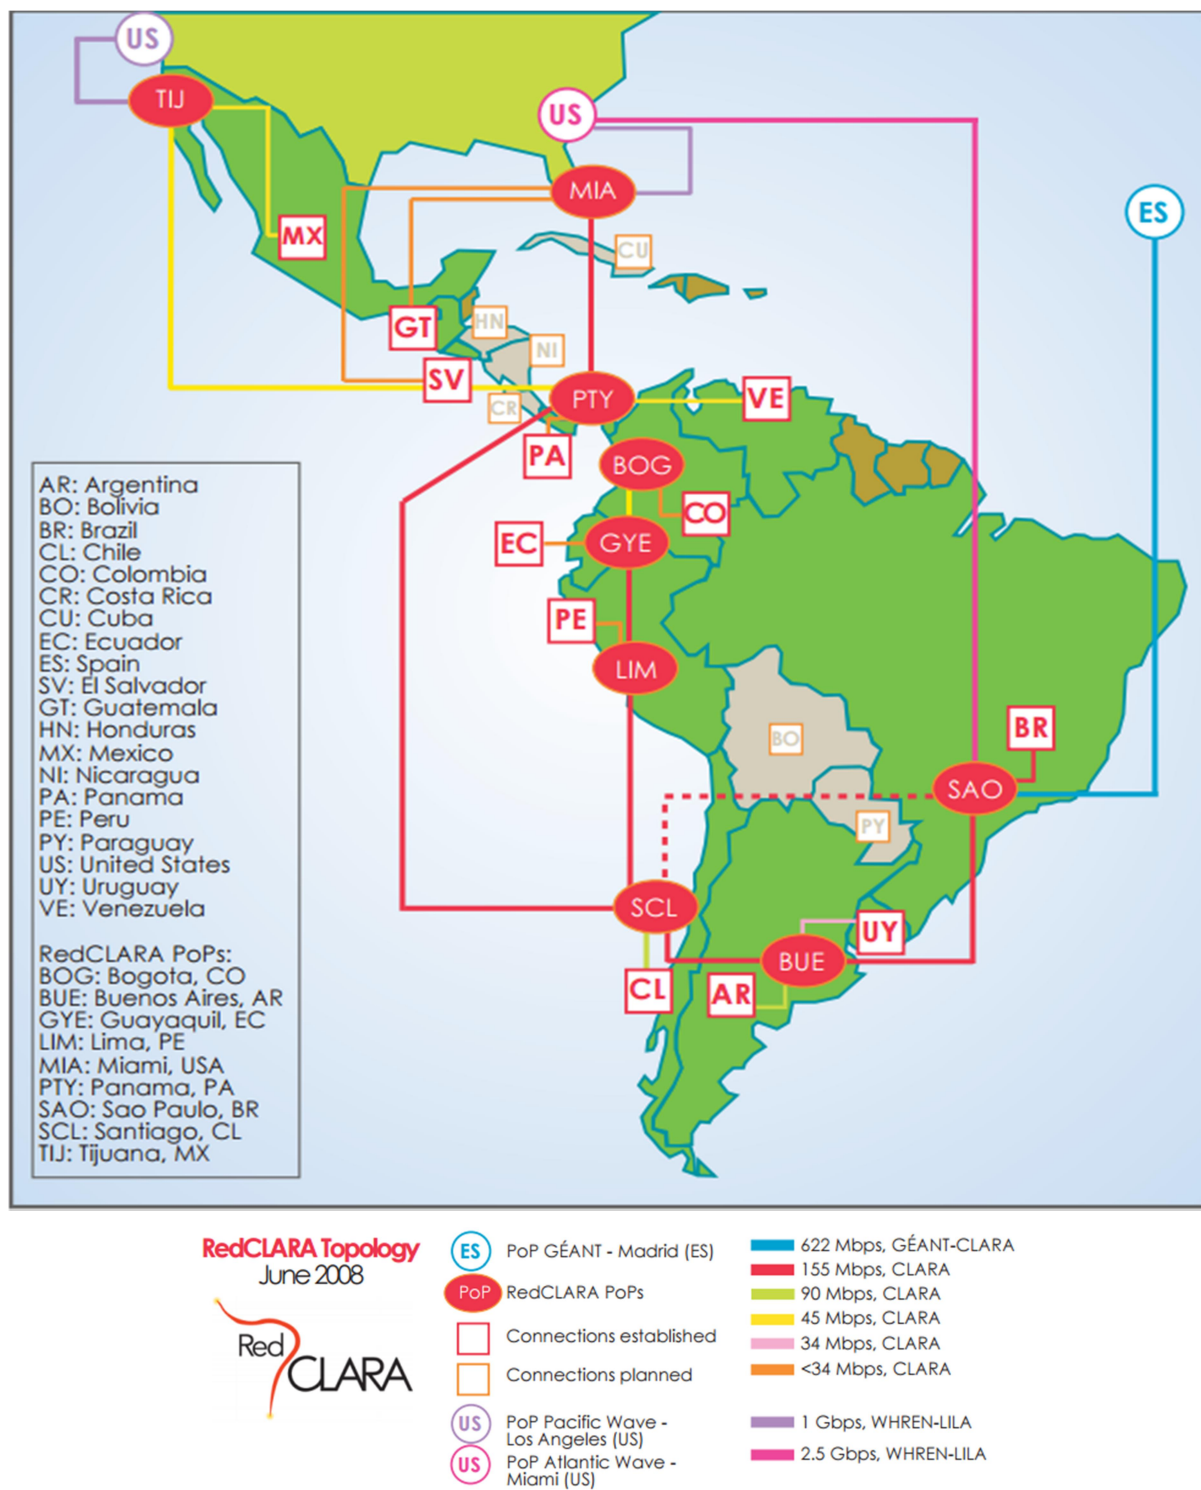 US
TIJ
US
MIA
ES
MX
CU
GT
HN
NI
SV
CR
PTY
VE
PA
BOG
CO
EC
GYE
PE
LIM
BO
BR
SAO
PY
SCL
UY
BUE
CL
AR
AR: Argentina
BO: Bolivia
BR: Brazil
CL: Chile
CO: Colombia
CR: Costa Rica
CU: Cuba
EC: Ecuador
ES: Spain
SV: El Salvador
GT: Guatemala
HN: Honduras
MX: Mexico
NI: Nicaragua
PA: Panama
PE: Peru
PY: Paraguay
US: United States
UY: Uruguay
VE: Venezuela
RedCLARA PoPs:
BOG: Bogota, CO
BUE: Buenos Aires, AR
GYE: Guayaquil, EC
LIM: Lima, PE
MIA: Miami, USA
PTY: Panama, PA
SAO: Sao Paulo, BR
SCL: Santiago, CL
TIJ: Tijuana, MX
RedCLARA Topology
June 2008
Red
CLARA
ES PoP GÉANT - Madrid (ES)
PoP RedCLARA PoPs
Connections established
Connections planned
US PoP Pacific Wave -
Los Angeles (US)
US PoP Atlantic Wave -
Miami (US)
622 Mbps, GÉANT-CLARA
155 Mbps, CLARA
90 Mbps, CLARA
45 Mbps, CLARA
34 Mbps, CLARA
<34 Mbps, CLARA
1 Gbps, WHREN-LILA
2.5 Gbps, WHREN-LILA